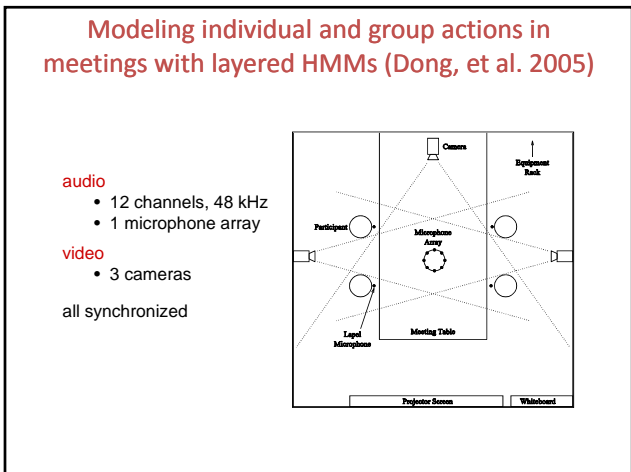 Modeling individual and group actions in
meetings with layered HMMs (Dong, et al. 2005)
audio
• 12 channels, 48 kHz
• 1 microphone array
video
• 3 cameras
all synchronized
Camera
Equipment
Rack
Participant
Microphone
Array
Lapel
Microphone
Meeting Table
Projector Screen
Whiteboard